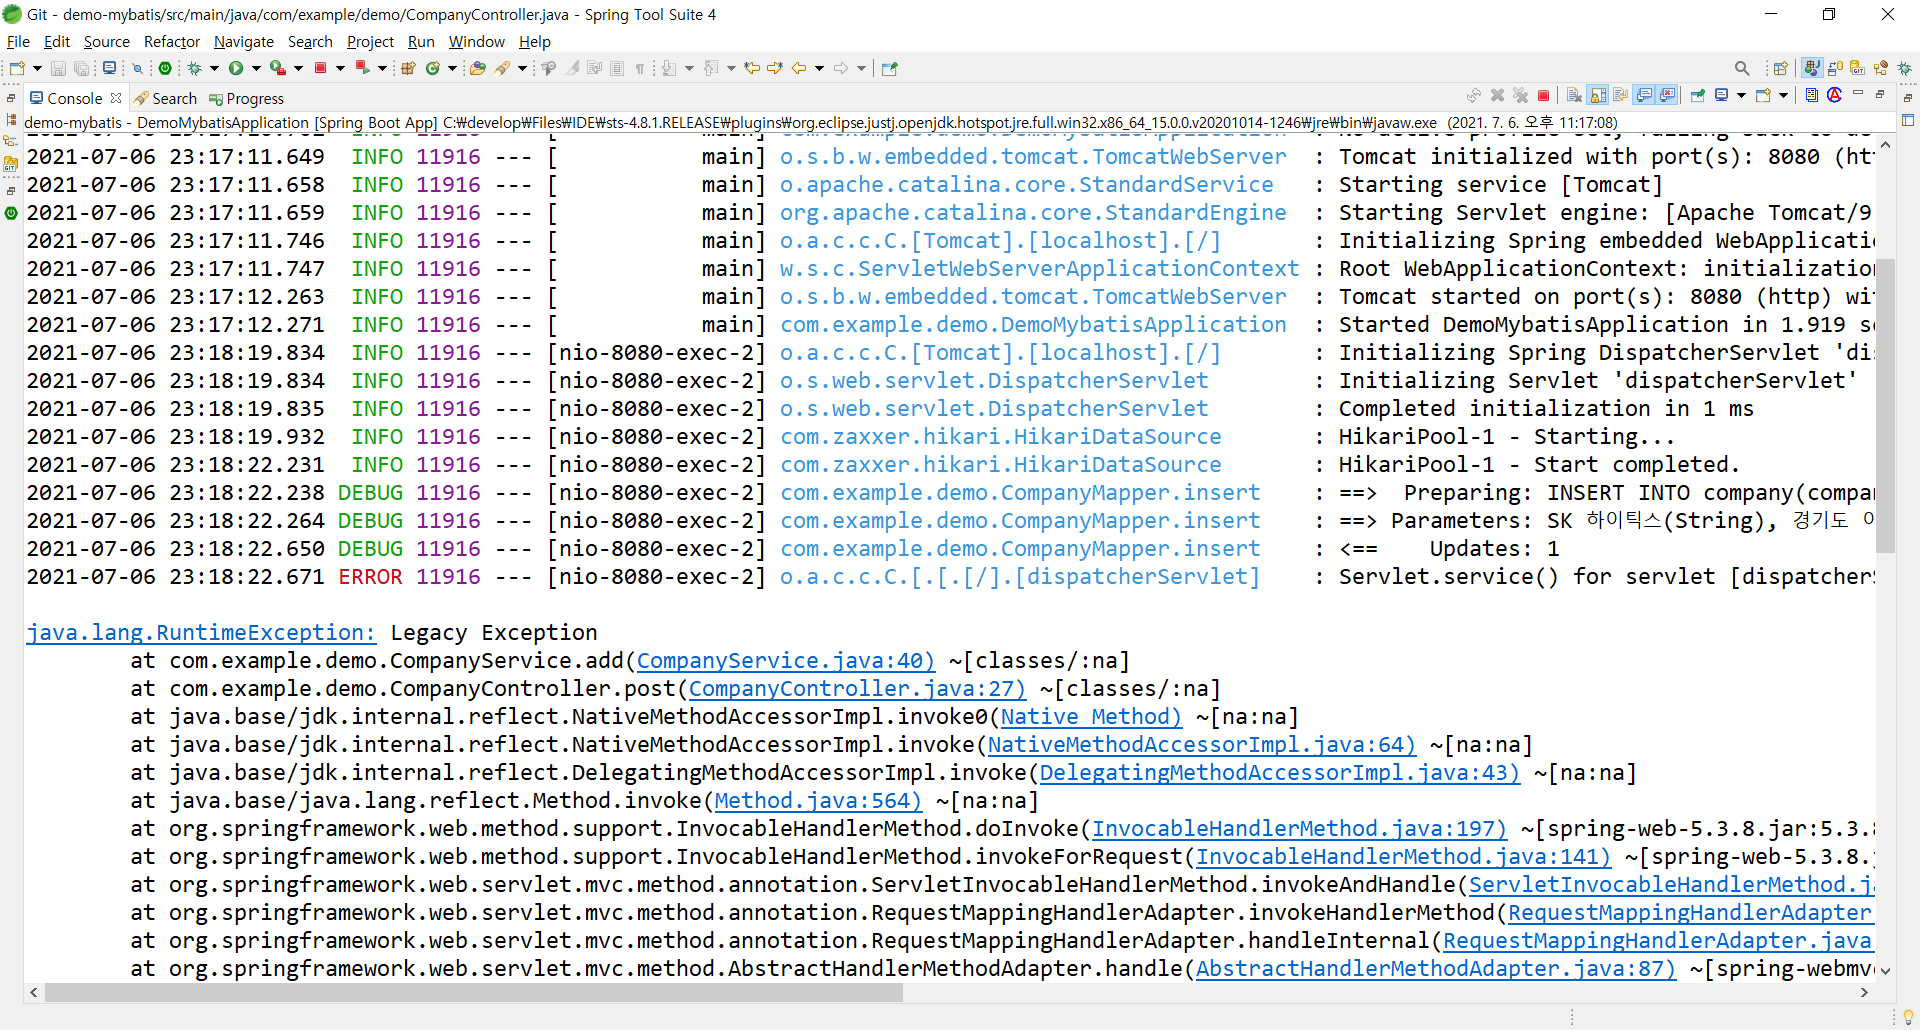 Git - demo-mybatis/src/main/java/com/example/demo/CompanyController.java - Spring Tool Suite 4
File Edit Source Refactor Navigate Search Project Run Window Help
Console Search Progress
demo-mybatis - DemoMybatisApplication [Spring Boot App] C:₩develop₩Files₩IDE₩sts-4.8.1.RELEASE₩plugins₩org.eclipse.justj.openjdk.hotspot.jre.full.win32.x86_64_15.0.0.v20201014-1246₩jre₩bin₩javaw.exe (2021. 7. 6. 오후 11:17:08)
2021-07-06 23:17:11.649  INFO 11916 --- [           main] o.s.b.w.embedded.tomcat.TomcatWebServer  : Tomcat initialized with port(s): 8080 (htt
2021-07-06 23:17:11.658  INFO 11916 --- [           main] o.apache.catalina.core.StandardService   : Starting service [Tomcat]
2021-07-06 23:17:11.659  INFO 11916 --- [           main] org.apache.catalina.core.StandardEngine  : Starting Servlet engine: [Apache Tomcat/9
2021-07-06 23:17:11.746  INFO 11916 --- [           main] o.a.c.c.C.[Tomcat].[localhost].[/]       : Initializing Spring embedded WebApplicatio
2021-07-06 23:17:11.747  INFO 11916 --- [           main] w.s.c.ServletWebServerApplicationContext : Root WebApplicationContext: initialization
2021-07-06 23:17:12.263  INFO 11916 --- [           main] o.s.b.w.embedded.tomcat.TomcatWebServer  : Tomcat started on port(s): 8080 (http) wit
2021-07-06 23:17:12.271  INFO 11916 --- [           main] com.example.demo.DemoMybatisApplication  : Started DemoMybatisApplication in 1.919 se
2021-07-06 23:18:19.834  INFO 11916 --- [nio-8080-exec-2] o.a.c.c.C.[Tomcat].[localhost].[/]       : Initializing Spring DispatcherServlet 'dis
2021-07-06 23:18:19.834  INFO 11916 --- [nio-8080-exec-2] o.s.web.servlet.DispatcherServlet        : Initializing Servlet 'dispatcherServlet'
2021-07-06 23:18:19.835  INFO 11916 --- [nio-8080-exec-2] o.s.web.servlet.DispatcherServlet        : Completed initialization in 1 ms
2021-07-06 23:18:19.932  INFO 11916 --- [nio-8080-exec-2] com.zaxxer.hikari.HikariDataSource       : HikariPool-1 - Starting...
2021-07-06 23:18:22.231  INFO 11916 --- [nio-8080-exec-2] com.zaxxer.hikari.HikariDataSource       : HikariPool-1 - Start completed.
2021-07-06 23:18:22.238 DEBUG 11916 --- [nio-8080-exec-2] com.example.demo.CompanyMapper.insert    : ==>  Preparing: INSERT INTO company(compan
2021-07-06 23:18:22.264 DEBUG 11916 --- [nio-8080-exec-2] com.example.demo.CompanyMapper.insert    : ==> Parameters: SK 하이틱스(String), 경기도 이
2021-07-06 23:18:22.650 DEBUG 11916 --- [nio-8080-exec-2] com.example.demo.CompanyMapper.insert    : <==    Updates: 1
2021-07-06 23:18:22.671 ERROR 11916 --- [nio-8080-exec-2] o.a.c.c.C.[.[.[/].[dispatcherServlet]    : Servlet.service() for servlet [dispatcherS
java.lang.RuntimeException: Legacy Exception
at com.example.demo.CompanyService.add(CompanyService.java:40) ~[classes/:na]
at com.example.demo.CompanyController.post(CompanyController.java:27) ~[classes/:na]
at java.base/jdk.internal.reflect.NativeMethodAccessorImpl.invoke0(Native Method) ~[na:na]
at java.base/jdk.internal.reflect.NativeMethodAccessorImpl.invoke(NativeMethodAccessorImpl.java:64) ~[na:na]
at java.base/jdk.internal.reflect.DelegatingMethodAccessorImpl.invoke(DelegatingMethodAccessorImpl.java:43) ~[na:na]
at java.base/java.lang.reflect.Method.invoke(Method.java:564) ~[na:na]
at org.springframework.web.method.support.InvocableHandlerMethod.doInvoke(InvocableHandlerMethod.java:197) ~[spring-web-5.3.8.jar:5.3.8
at org.springframework.web.method.support.InvocableHandlerMethod.invokeForRequest(InvocableHandlerMethod.java:141) ~[spring-web-5.3.8.j
at org.springframework.web.servlet.mvc.method.annotation.ServletInvocableHandlerMethod.invokeAndHandle(ServletInvocableHandlerMethod.ja
at org.springframework.web.servlet.mvc.method.annotation.RequestMappingHandlerAdapter.invokeHandlerMethod(RequestMappingHandlerAdapter.
at org.springframework.web.servlet.mvc.method.annotation.RequestMappingHandlerAdapter.handleInternal(RequestMappingHandlerAdapter.java
at org.springframework.web.servlet.mvc.method.AbstractHandlerMethodAdapter.handle(AbstractHandlerMethodAdapter.java:87) ~[spring-webmvc